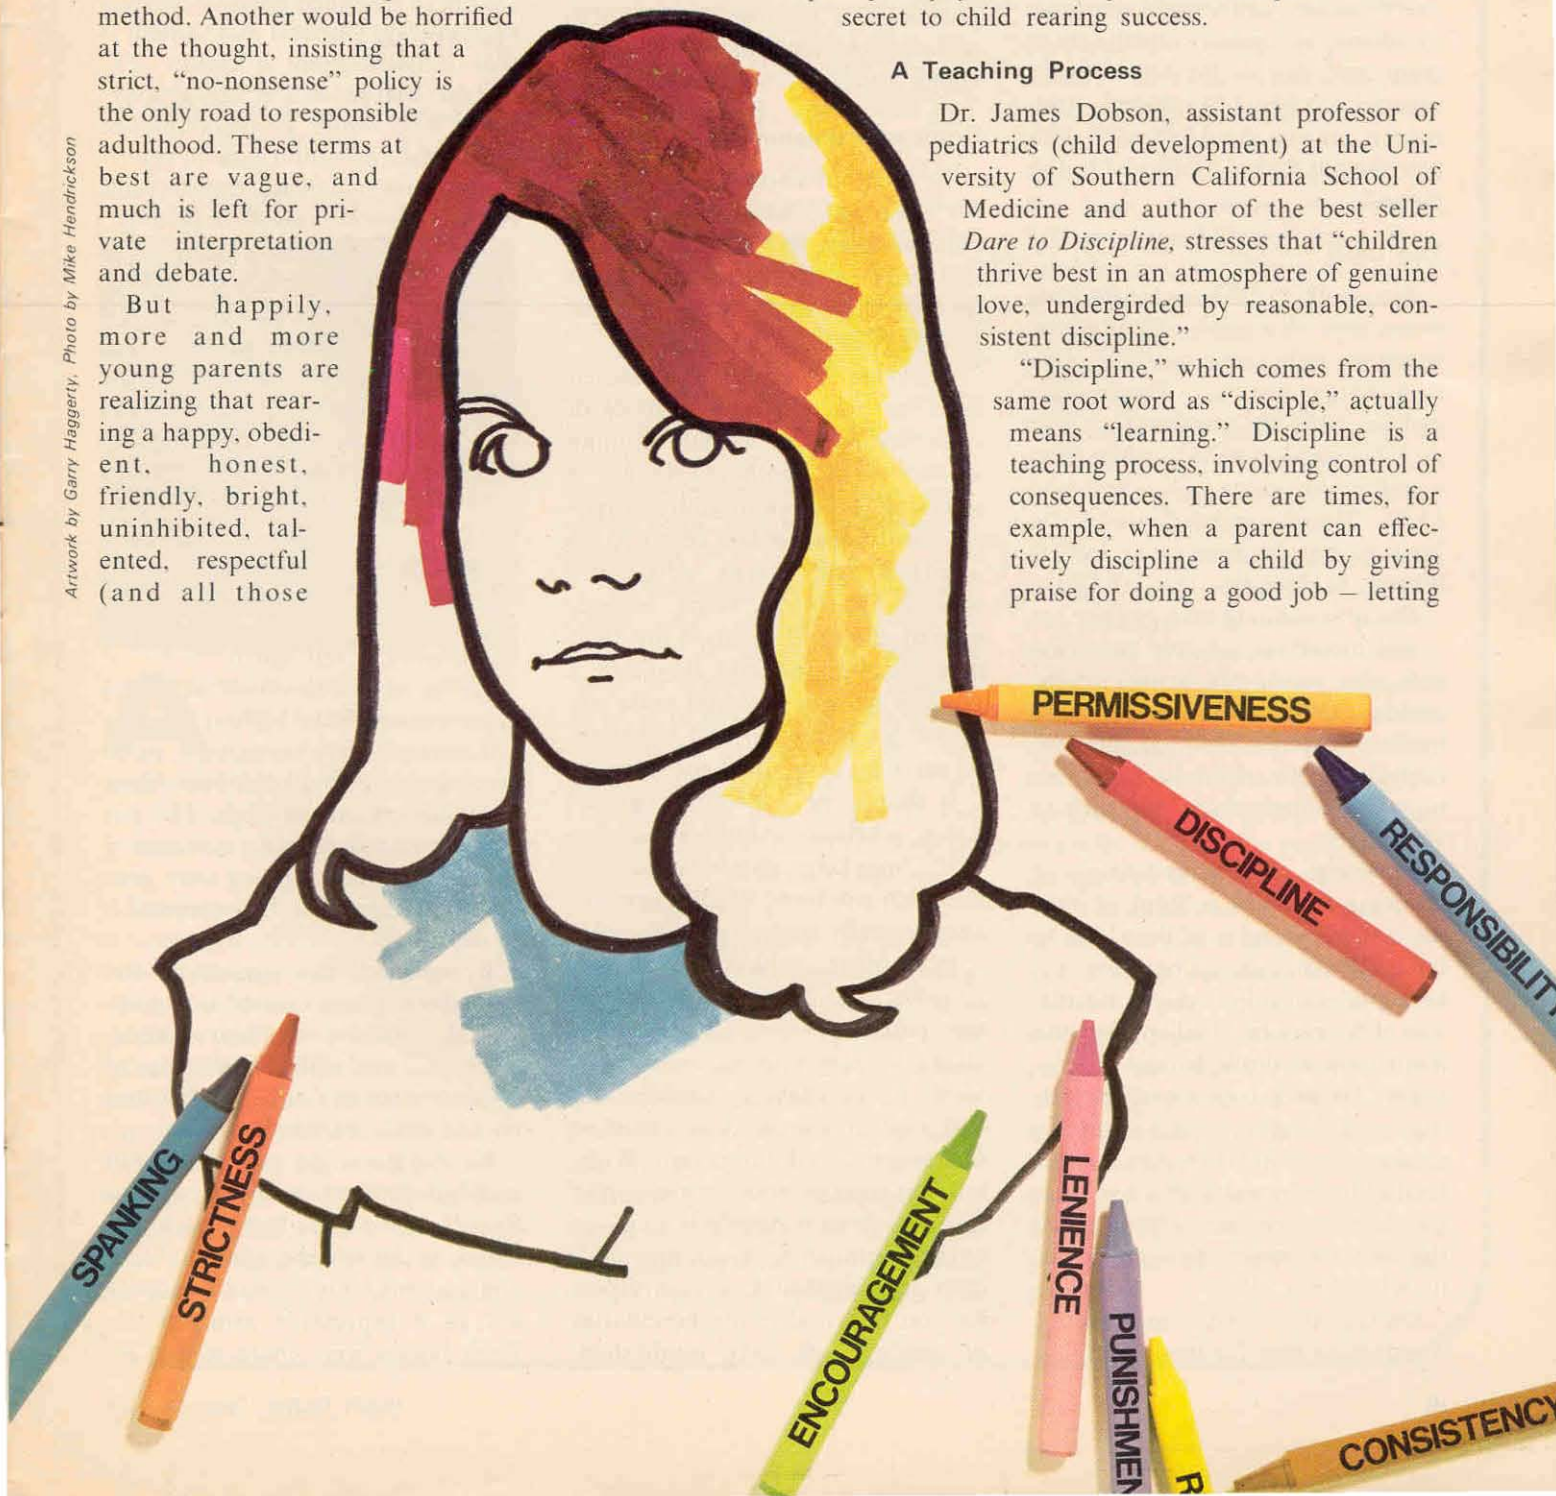 method. Another would be horrified
at the thought, insisting that a
strict, “no-nonsense” policy is
the only road to responsible
adulthood. These terms at
best are vague, and
much is left for pri-
vate interpretation
and debate.
But happily,
more and more
young parents are
realizing that rear-
ing a happy, obedi-
ent, honest,
friendly, bright,
uninhibited, tal-
ented, respectful
(and all those
Artwork by Garry Haggerty, Photo by Mike Hendrickson
secret to child rearing success.
A Teaching Process
Dr. James Dobson, assistant professor of
pediatrics (child development) at the Uni-
versity of Southern California School of
Medicine and author of the best seller
Dare to Discipline, stresses that “children
thrive best in an atmosphere of genuine
love, undergirded by reasonable, con-
sistent discipline.”
“Discipline,” which comes from the
same root word as “disciple,” actually
means “learning.” Discipline is a
teaching process, involving control of
consequences. There are times, for
example, when a parent can effec-
tively discipline a child by giving
praise for doing a good job — letting
PERMISSIVENESS
DISCIPLINE
RESPONSIBILITY
SPANKING
STRICTNESS
ENCOURAGEMENT
LENIENCE
PUNISHMEN
R
CONSISTENCY